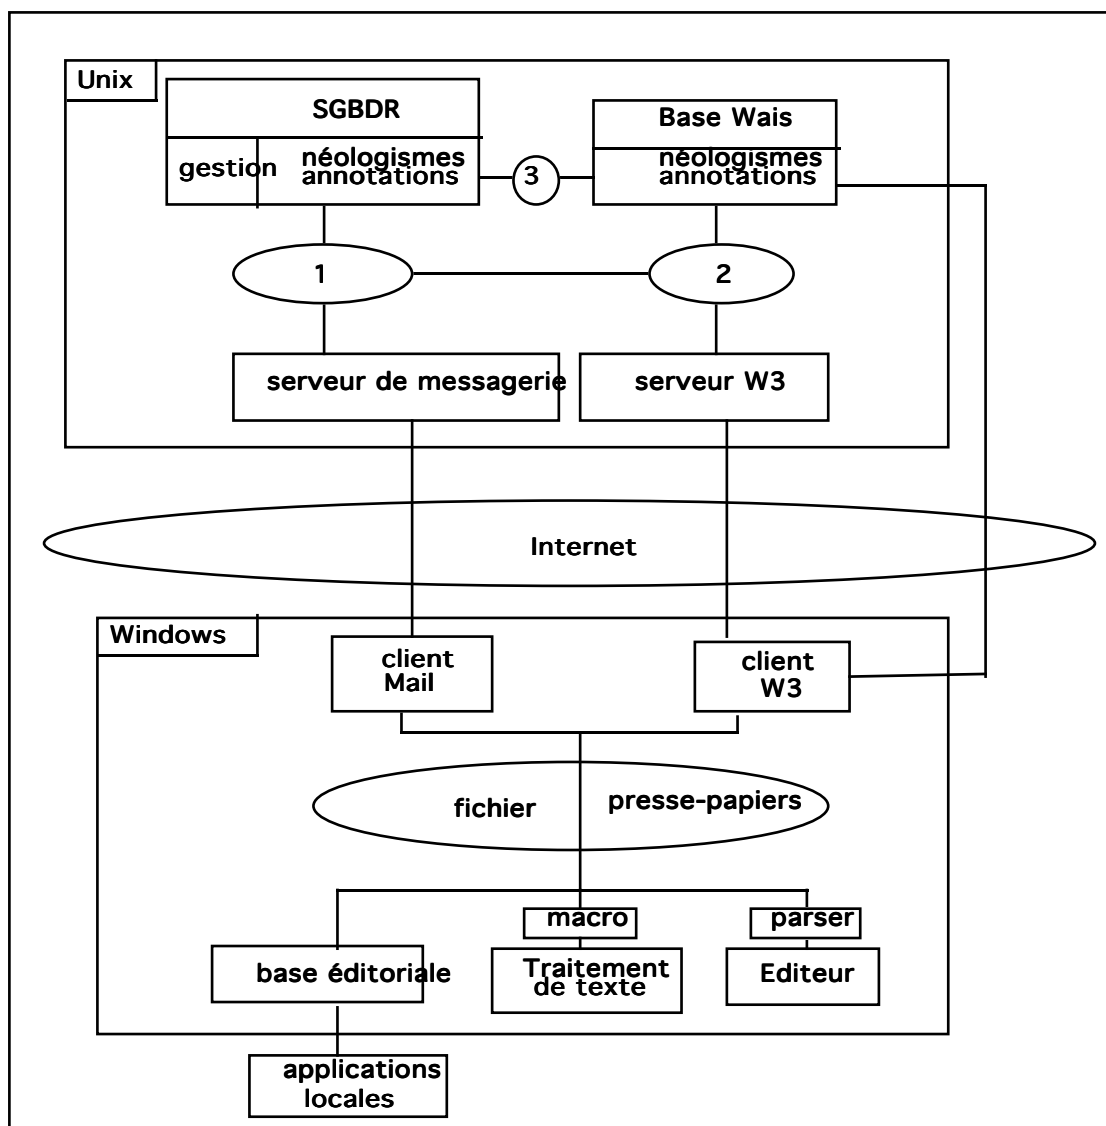 Unix
SGBDR
Base Wais
gestion
néologismes
annotations
3
néologismes
annotations
1
2
serveur de messagerie
serveur W3
Internet
Windows
client
Mail
client
W3
fichier
presse-papiers
macro
parser
base éditoriale
Traitement
de texte
Editeur
applications
locales